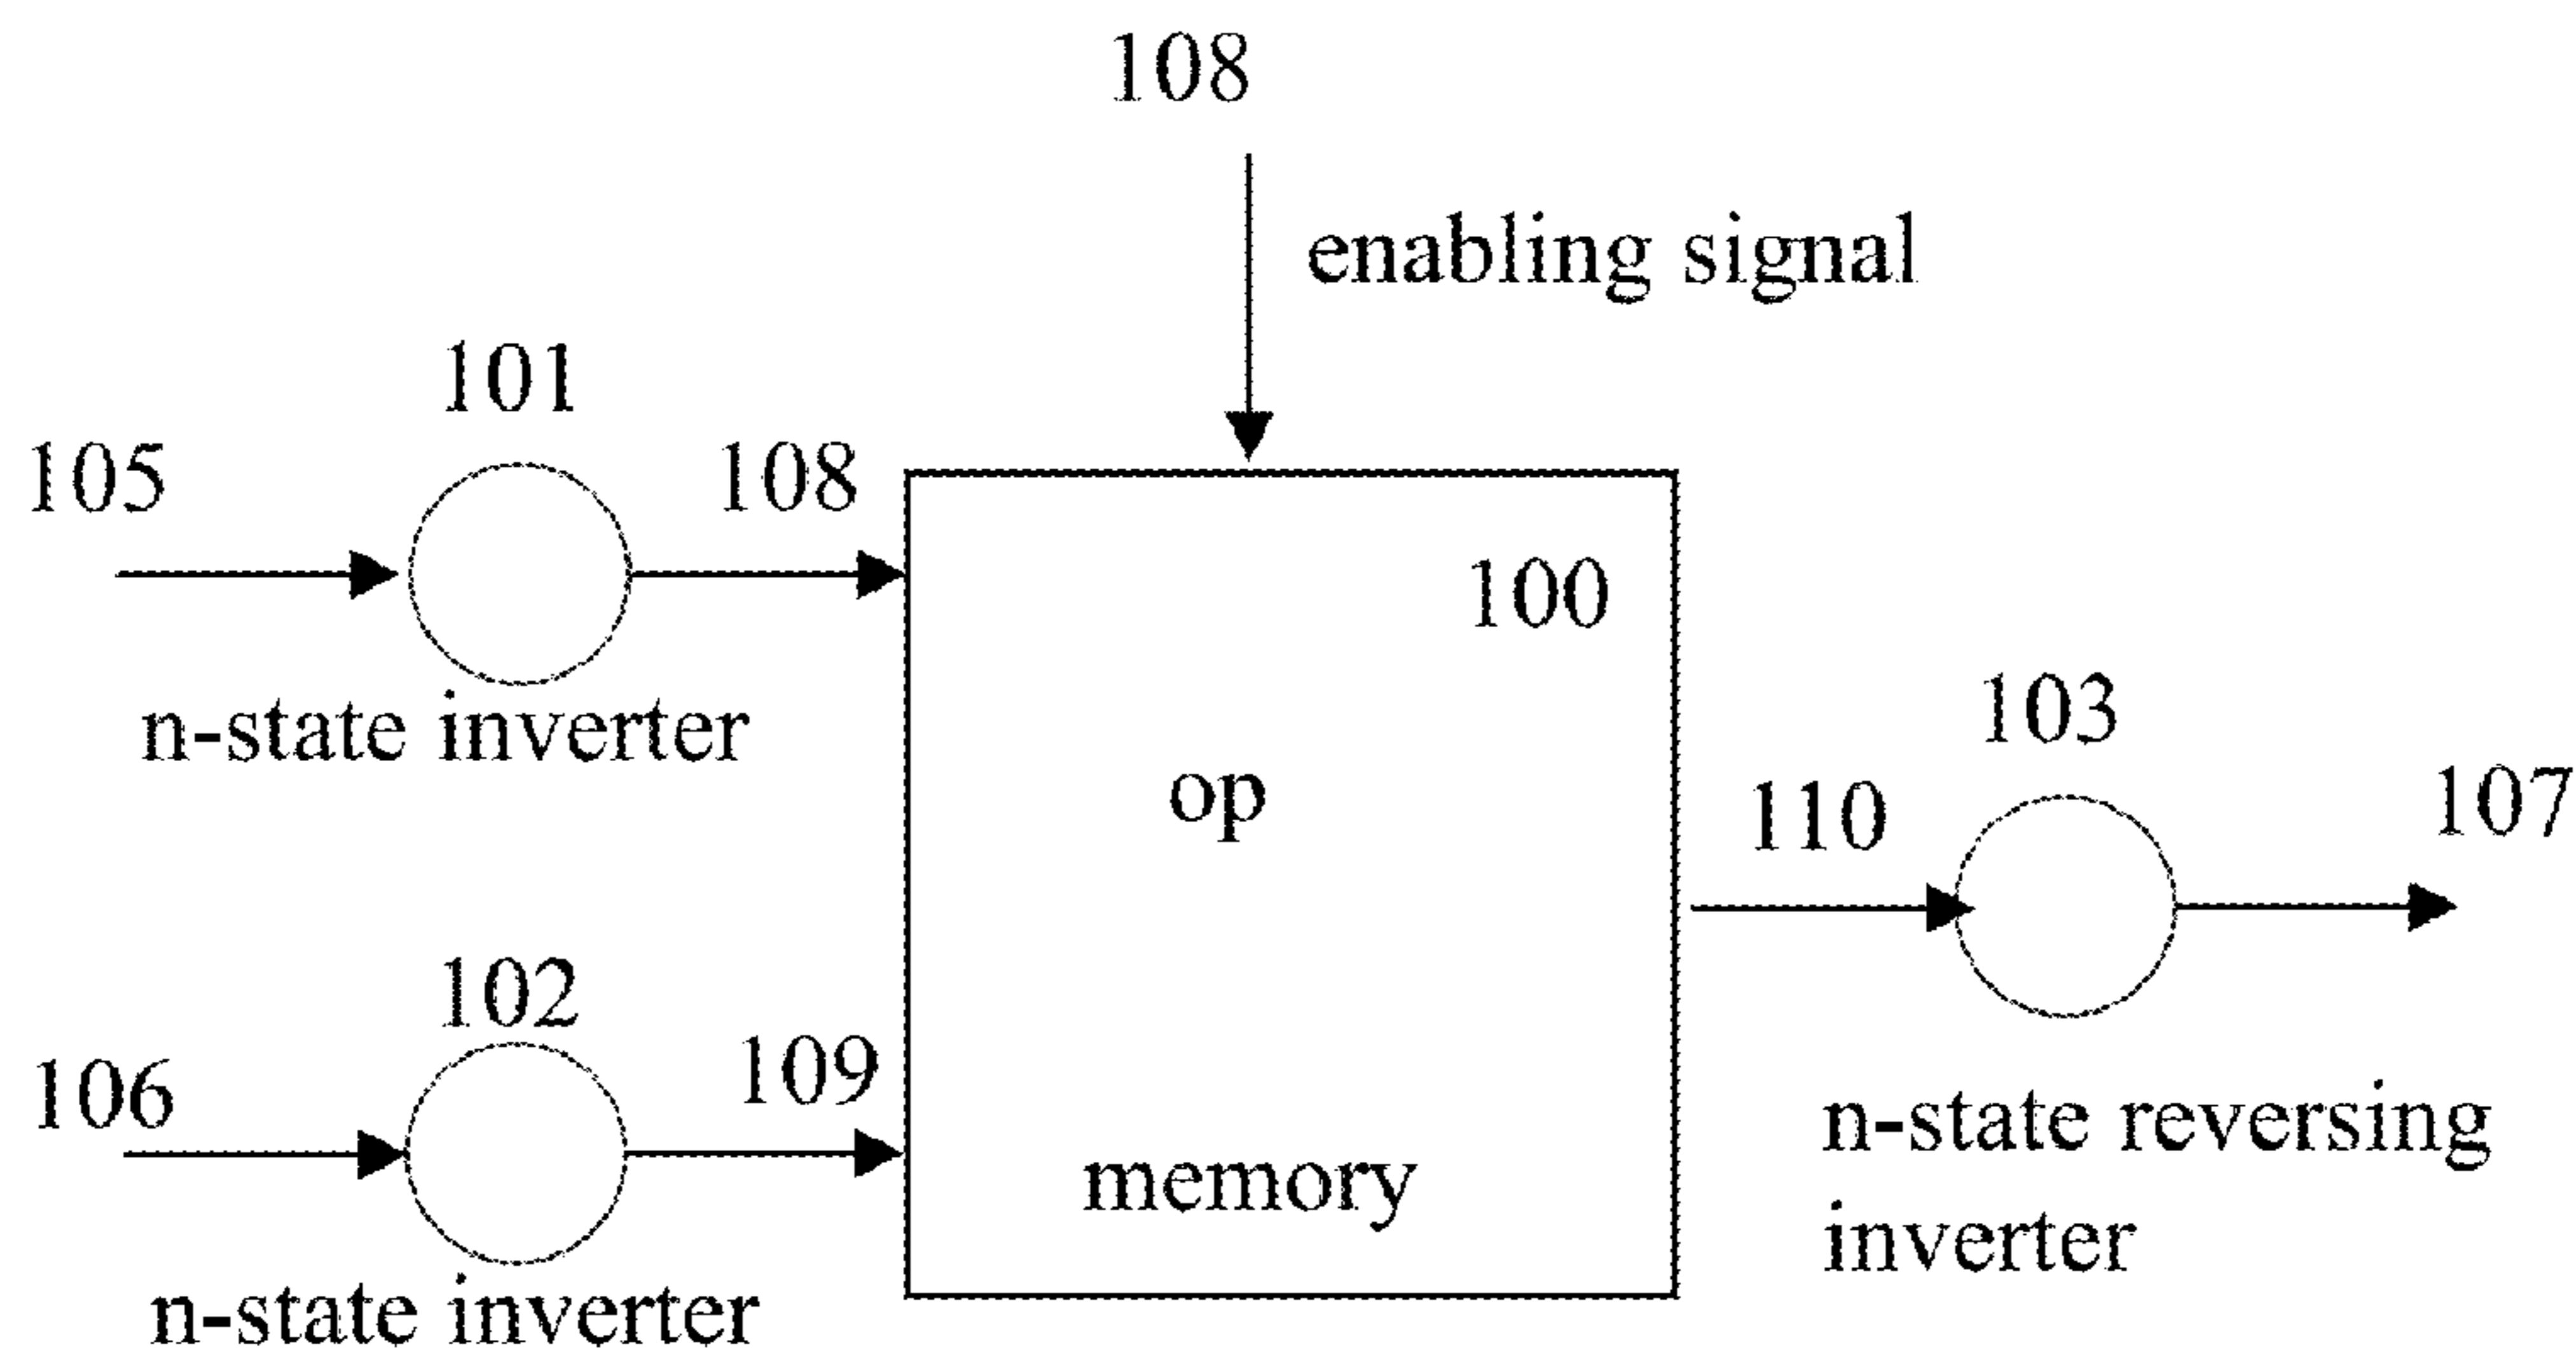 108
enabling signal
101
105
108
n-state inverter
100
op
103
107
110
102
106
109
memory
n-state reversing
inverter
n-state inverter